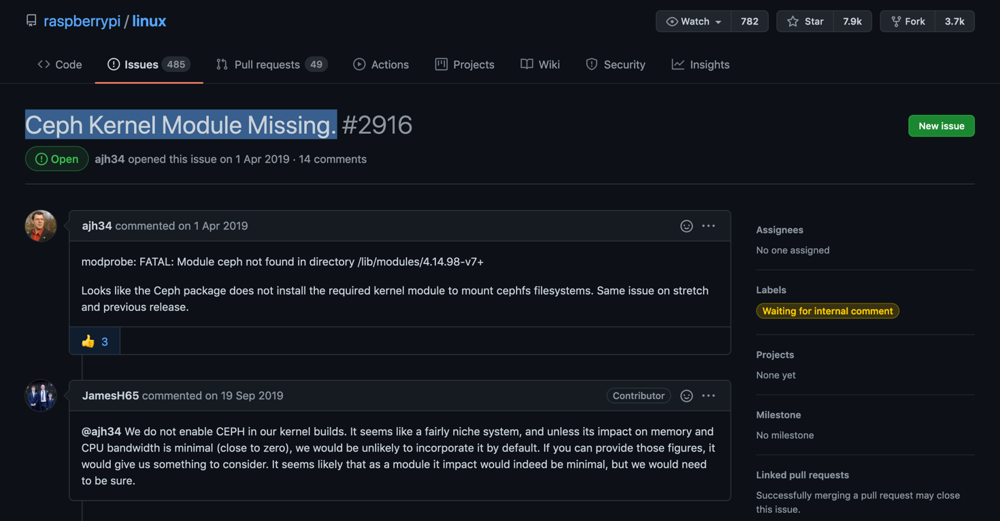 raspberrypi / linux
Watch 782 Star 7.9k Fork 3.7k
Code Issues 485 Pull requests 49 Actions Projects Wiki Security Insights
Ceph Kernel Module Missing. #2916
New issue
Open ajh34 opened this issue on 1 Apr 2019 · 14 comments
ajh34 commented on 1 Apr 2019
modprobe: FATAL: Module ceph not found in directory /lib/modules/4.14.98-v7+
Looks like the Ceph package does not install the required kernel module to mount cephfs filesystems. Same issue on stretch
and previous release.
👍 3
JamesH65 commented on 19 Sep 2019 Contributor
@ajh34 We do not enable CEPH in our kernel builds. It seems like a fairly niche system, and unless its impact on memory and
CPU bandwidth is minimal (close to zero), we would be unlikely to incorporate it by default. If you can provide those figures, it
would give us something to consider. It seems likely that as a module it impact would indeed be minimal, but we would need
to be sure.
Assignees
No one assigned
Labels
Waiting for internal comment
Projects
None yet
Milestone
No milestone
Linked pull requests
Successfully merging a pull request may close
this issue.